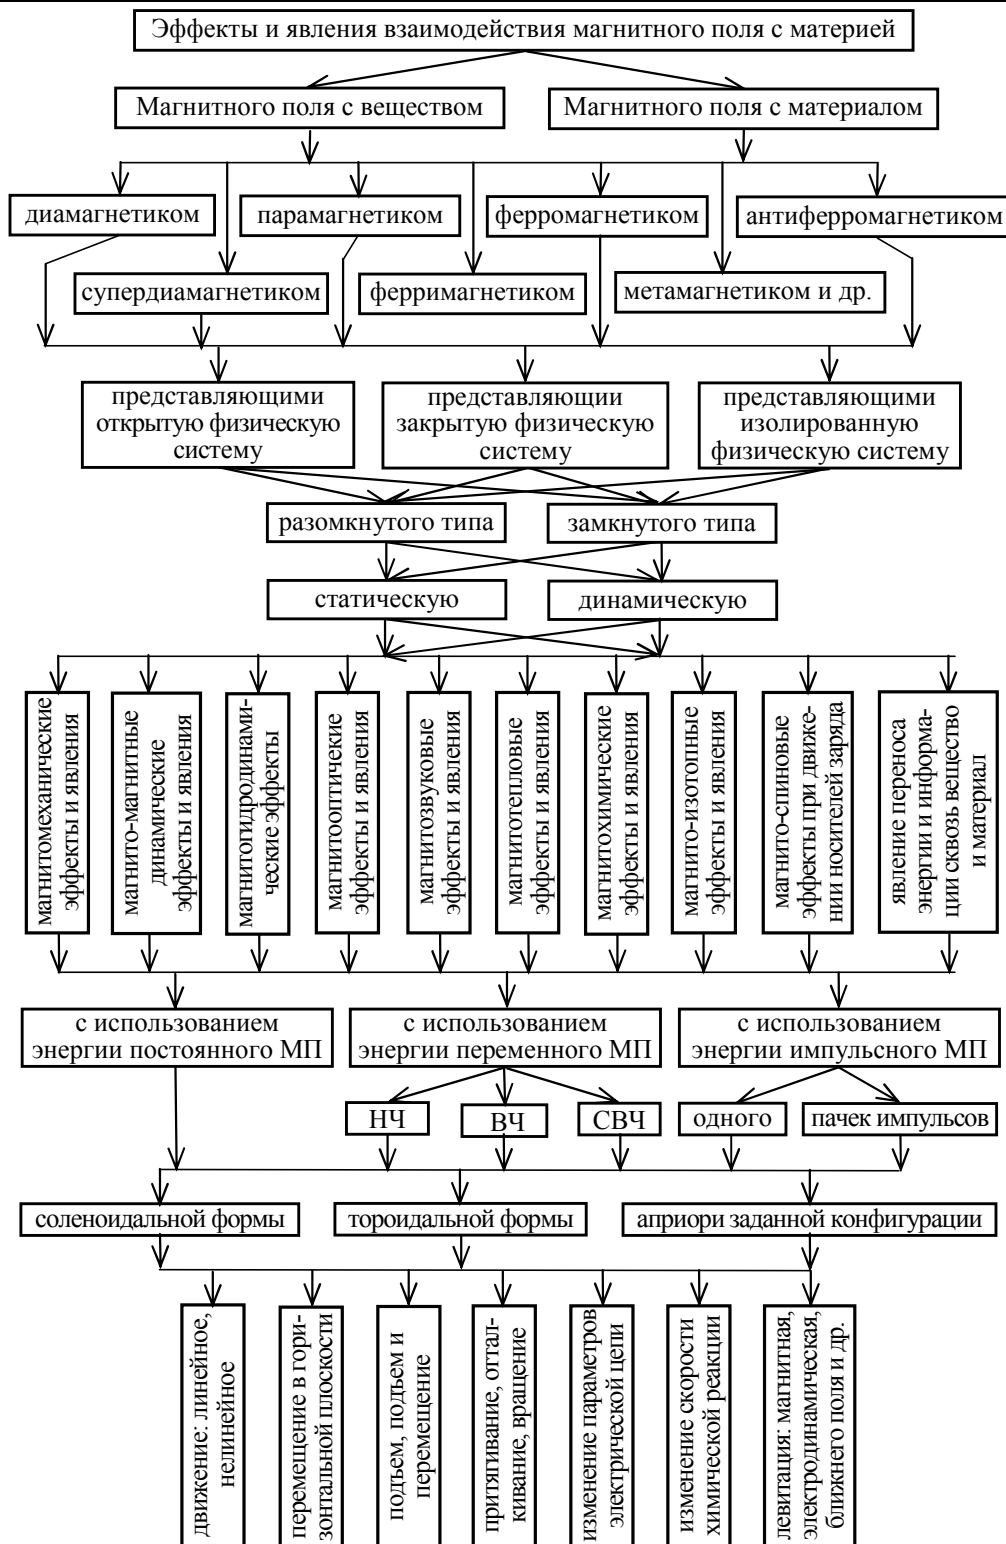 Эффекты и явления взаимодействия магнитного поля с материей
Магнитного поля с веществом
Магнитного поля с материалом
диамагнетиком
парамагнетиком
ферромагнетиком
антиферромагнетиком
супердиамагнетиком
ферримагнетиком
метамагнетиком и др.
представляющими
открытую физическую
систему
представляющии
закрытую физическую
систему
представляющими
изолированную
физическую систему
разомкнутого типа
замкнутого типа
статическую
динамическую
магнитомеханические
эффекты и явления
магнито-магнитные
динамические
эффекты и явления
магнитогидродинами-
ческие эффекты
магнитооптичекие
эффекты и явления
магнитозвуковые
эффекты и явления
магнитотепловые
эффекты и явления
магнитохимические
эффекты и явления
магнито-изотопные
эффекты и явления
магнито-спиновые
эффекты при движе-
нии носителей заряда
явление переноса
энергии и информа-
ции сквозь вещество
и материал
с использованием
энергии постоянного МП
с использованием
энергии переменного МП
с использованием
энергии импульсного МП
НЧ
ВЧ
СВЧ
одного
пачек импульсов
соленоидальной формы
тороидальной формы
априори заданной конфигурации
движение: линейное,
нелинейное
перемещение в гори-
зонтальной плоскости
подъем, подъем и
перемещение
притягивание, оттал-
кивание, вращение
изменение параметров
электрической цепи
изменение скорости
химической реакции
левитация: магнитная,
электродинамическая,
ближнего поля и др.